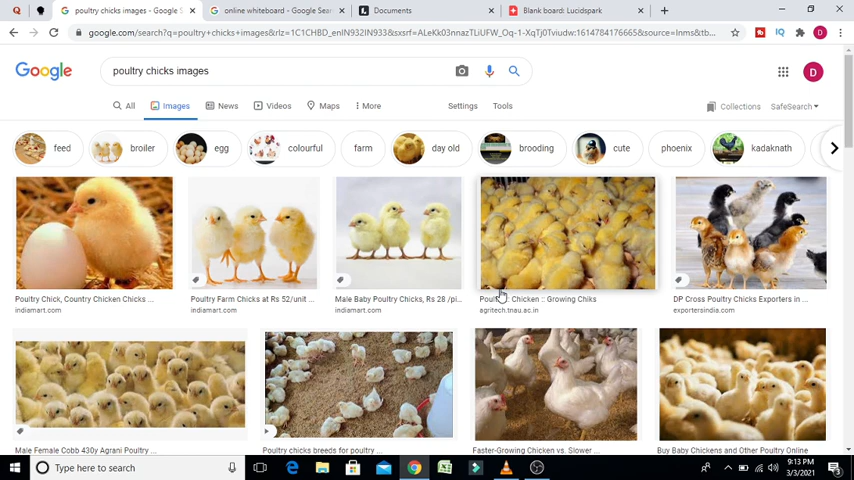 poultry chicks images - Google S
online whiteboard - Google Sear
Documents
Blank board: Lucidspark
google.com/search?q=poultry+chicks+images&rlz=1C1CHBD_enIN932IN933&sxsrf=ALeKk03nnazTLiUFW_Oq-1-XqTj0Tviudw:1614784176665&source=lnms&tb...
IQ
D
Google
poultry chicks images
D
All
Images
News
Videos
Maps
More
Settings
Tools
Collections
SafeSearch
feed
broiler
egg
colourful
farm
day old
brooding
cute
phoenix
kadaknath
Poultry Chick, Country Chicken Chicks ...
indiamart.com
Poultry Farm Chicks at Rs 52/unit ...
indiamart.com
Male Baby Poultry Chicks, Rs 28 /pi...
indiamart.com
Chicken :: Growing Chiks
agritech.tnau.ac.in
DP Cross Poultry Chicks Exporters in ...
exportersindia.com
Male Female Cobb 430y Agrani Poultry ...
Poultry chicks breeds for poultry ...
Faster-Growing Chicken vs. Slower ...
Buy Baby Chickens and Other Poultry Online
Type here to search
9:13 PM
3/3/2021